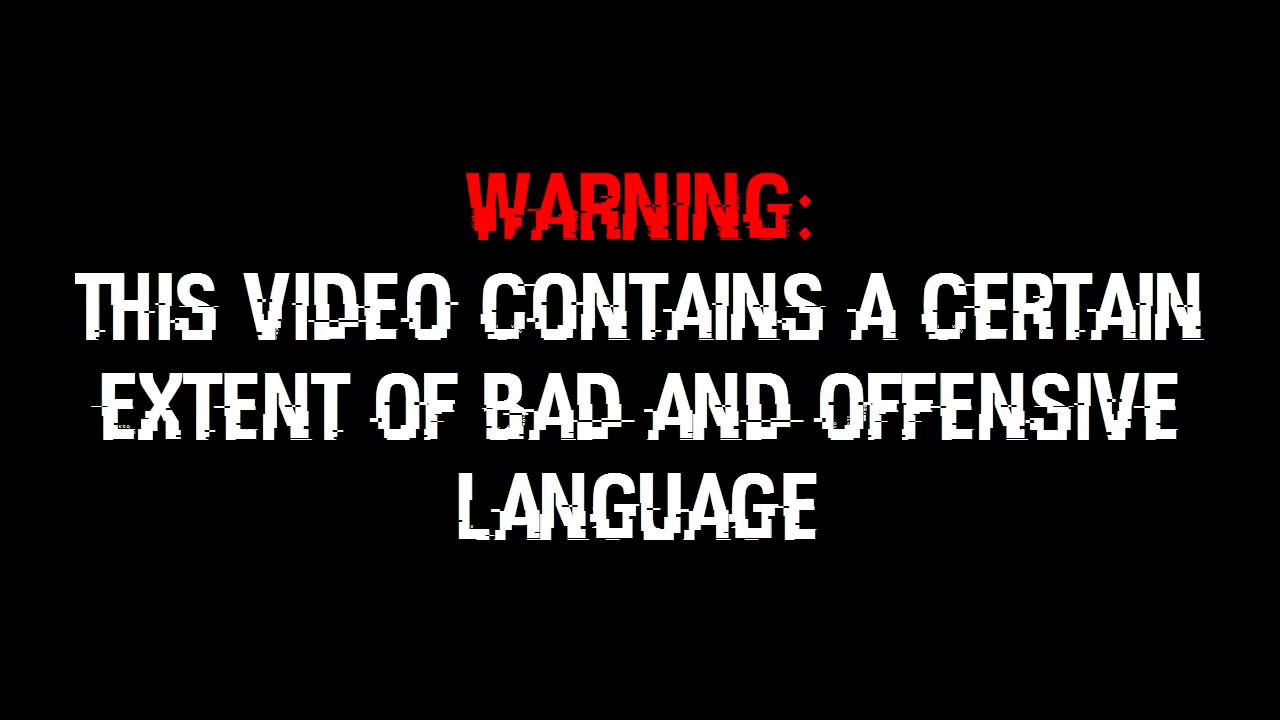 WARNING:
THIS VIDEO CONTAINS A CERTAIN
EXTENT OF BAD AND OFFENSIVE
LANGUAGE